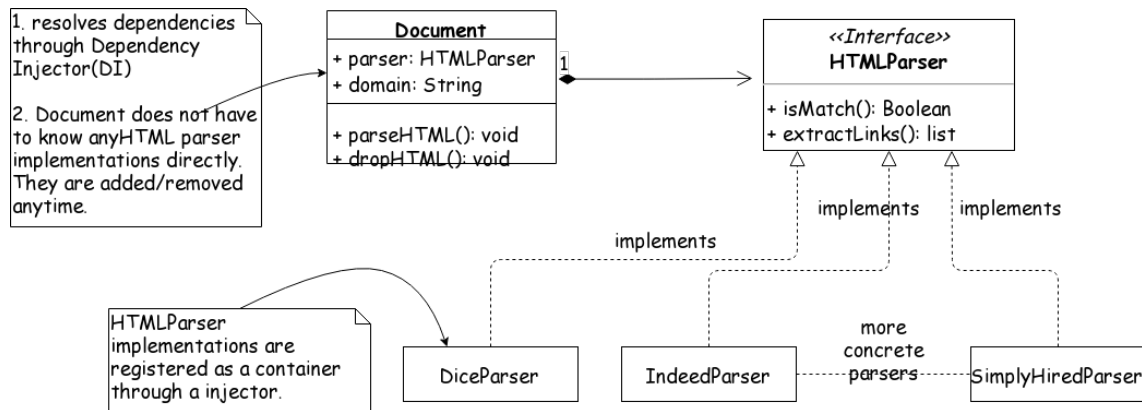 1. resolves dependencies
through Dependency
Injector(DI)
2. Document does not have
to know anyHTML parser
implementations directly.
They are added/removed
anytime.
Document
+ parser: HTMLParser
+ domain: String
+ parseHTML(): void
+ dropHTML(): void
1
<<Interface>>
HTMLParser
+ isMatch(): Boolean
+ extractLinks(): list
implements
implements
implements
HTMLParser
implementations are
registered as a container
through a injector.
DiceParser
IndeedParser
more
concrete
parsers
SimplyHiredParser